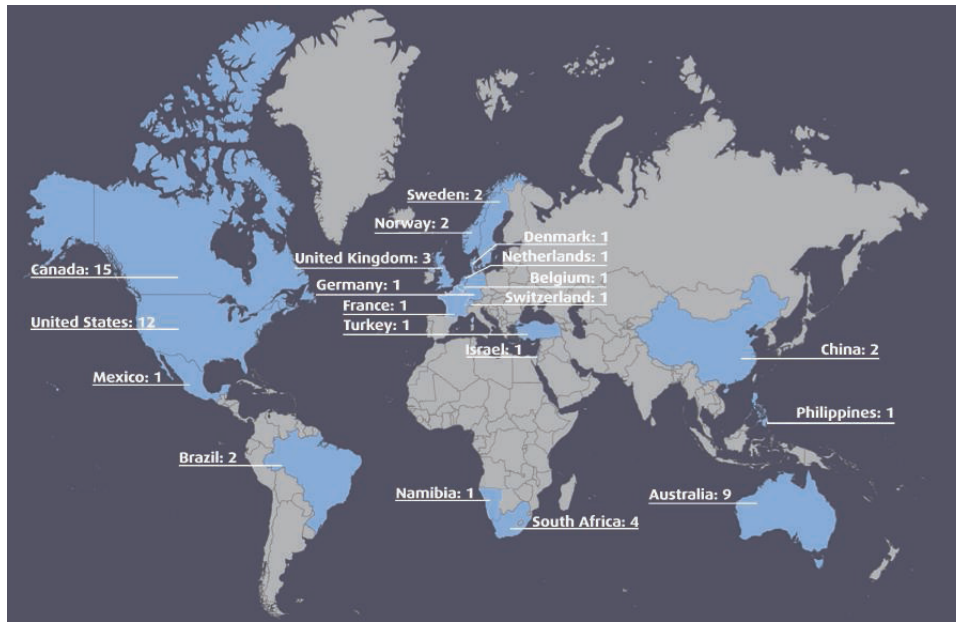 Sweden: 2
Norway: 2
Denmark: 1
United Kingdom: 3
Netherlands: 1
Canada: 15
Belgium: 1
Germany: 1
Switzerland: 1
France: 1
United States: 12
Turkey: 1
Israel: 1
China: 2
Mexico: 1
Philippines: 1
Brazil: 2
Namibia: 1
Australia: 9
South Africa: 4